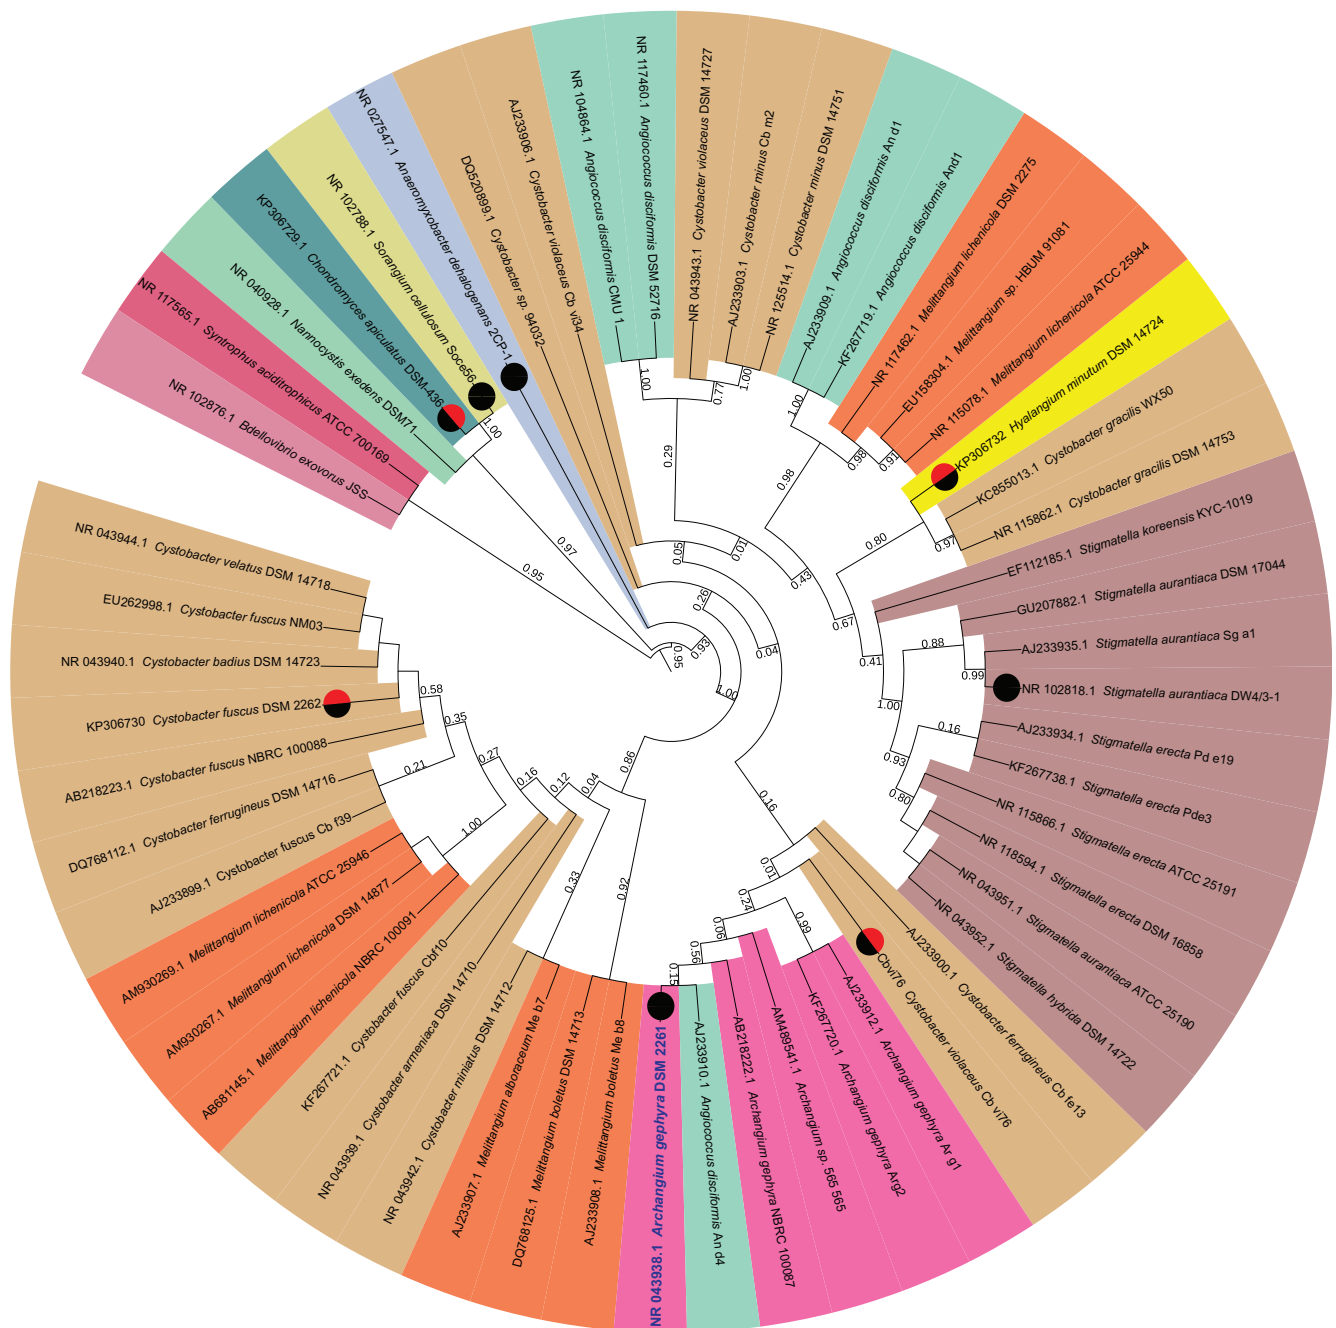 NR 102876.1 Bdellovibrio exovorus JSS
NR 117565.1 Syntrophus aciditrophicus ATCC 700169
NR 040928.1 Nannocystis exedens DSM71
KP306729.1 Chondromyces apiculatus DSM-436
NR 102788.1 Sorangium cellulosum Soce56
NR 027547.1 Anaeromyxobacter dehalogenans 2CP-1
DQ520899.1 Cystobacter sp. 94032
AJ233906.1 Cystobacter violaceus Cb vi34
NR 104864.1 Angiococcus disciformis CMU 1
NR 117460.1 Angiococcus disciformis DSM 52716
NR 043943.1 Cystobacter violaceus DSM 14727
AJ233903.1 Cystobacter minus Cb m2
NR 125514.1 Cystobacter minus DSM 14751
AJ233909.1 Angiococcus disciformis An d1
KF267719.1 Angiococcus disciformis And1
NR 117462.1 Melittangium lichenicola DSM 2275
EU158304.1 Melittangium sp. HBUM 91081
NR 115078.1 Melittangium lichenicola ATCC 25944
KP306732 Hyalangium minutum DSM 14724
KC855013.1 Cystobacter gracilis WX50
NR 115862.1 Cystobacter gracilis DSM 14753
EF112185.1 Stigmatella koreensis KYC-1019
GU207882.1 Stigmatella aurantiaca DSM 17044
AJ233935.1 Stigmatella aurantiaca Sg a1
NR 102818.1 Stigmatella aurantiaca DW4/3-1
AJ233934.1 Stigmatella erecta Pd e19
KF267738.1 Stigmatella erecta Pde3
NR 115866.1 Stigmatella erecta ATCC 25191
NR 118594.1 Stigmatella erecta DSM 16858
NR 043951.1 Stigmatella aurantiaca ATCC 25190
NR 043952.1 Stigmatella hybrida DSM 14722
AJ233900.1 Cystobacter ferrugineus Cb fe13
Cbvi76 Cystobacter violaceus Cb vi76
AJ233912.1 Archangium gephyra Ar g1
KF267720.1 Archangium gephyra Arg2
AM489541.1 Archangium sp. 565 565
AB218222.1 Archangium gephyra NBRC 100087
AJ233910.1 Angiococcus disciformis An d4
NR 043938.1 Archangium gephyra DSM 2261
AJ233908.1 Melittangium boletus Me b8
DQ768125.1 Melittangium boletus DSM 14713
AJ233907.1 Melittangium alboraceum Me b7
NR 043942.1 Cystobacter miniatus DSM 14712
NR 043939.1 Cystobacter armeniaca DSM 14710
KF267721.1 Cystobacter fuscus Cbf10
AB681145.1 Melittangium lichenicola NBRC 100091
AM930267.1 Melittangium lichenicola DSM 14877
AM930269.1 Melittangium lichenicola ATCC 25946
AJ233899.1 Cystobacter fuscus Cb f39
DQ768112.1 Cystobacter ferrugineus DSM 14716
AB218223.1 Cystobacter fuscus NBRC 100088
KP306730 Cystobacter fuscus DSM 2262
NR 043940.1 Cystobacter badius DSM 14723
EU262998.1 Cystobacter fuscus NM03
NR 043944.1 Cystobacter velatus DSM 14718
1.00
0.97
0.95
0.95
0.93
1.00
0.26
0.04
0.05
0.01
0.29
1.00
0.77
1.00
0.43
0.98
1.00
0.98
0.91
0.67
0.80
0.97
0.41
1.00
0.88
0.99
0.93
0.16
0.80
0.16
0.01
0.24
0.99
0.06
0.56
0.15
0.86
0.92
0.04
0.33
0.12
0.16
0.27
1.00
0.35
0.21
0.58